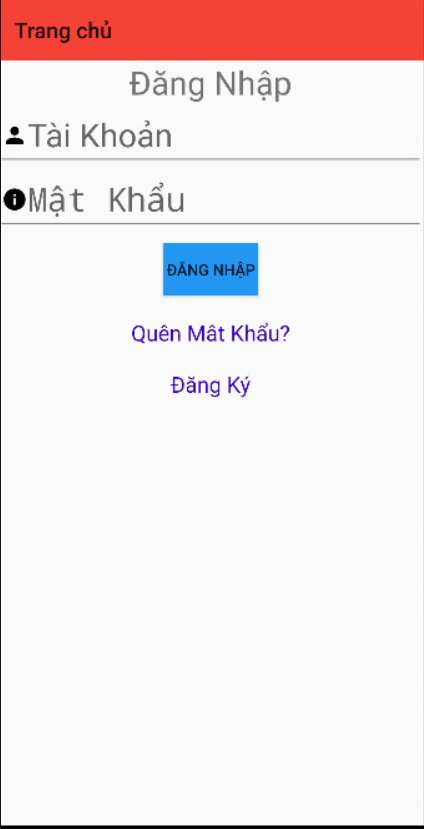 Trang chủ
Đăng Nhập
Tài Khoản
Mật Khẩu
ĐĂNG NHẬP
Quên Mât Khẩu?
Đăng Ký